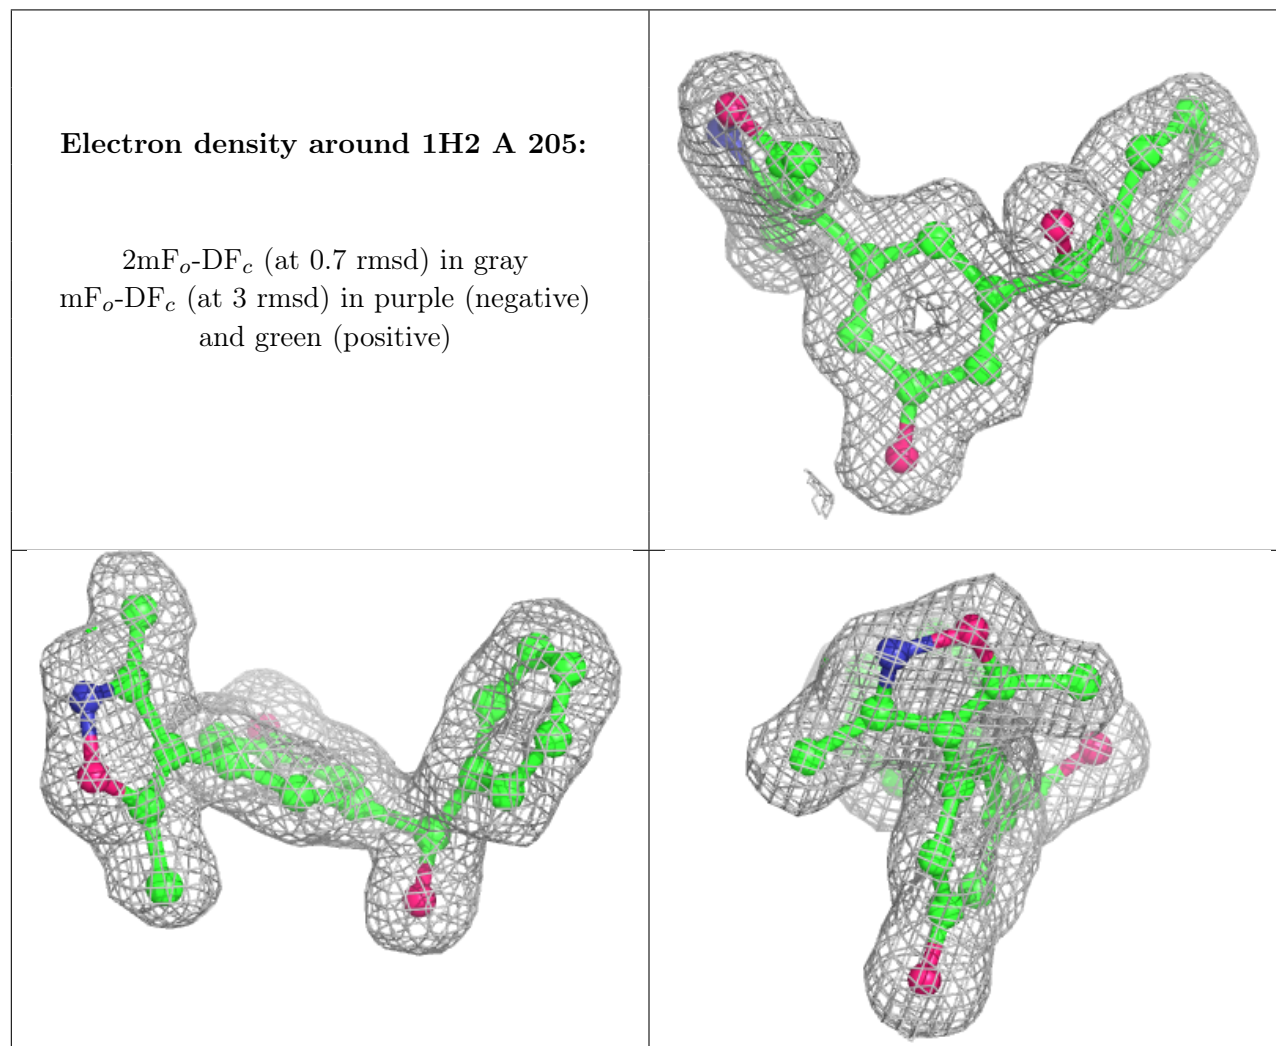 Electron density around 1H2 A 205:
2mFo-DFc (at 0.7 rmsd) in gray
mFo-DFc (at 3 rmsd) in purple (negative)
and green (positive)